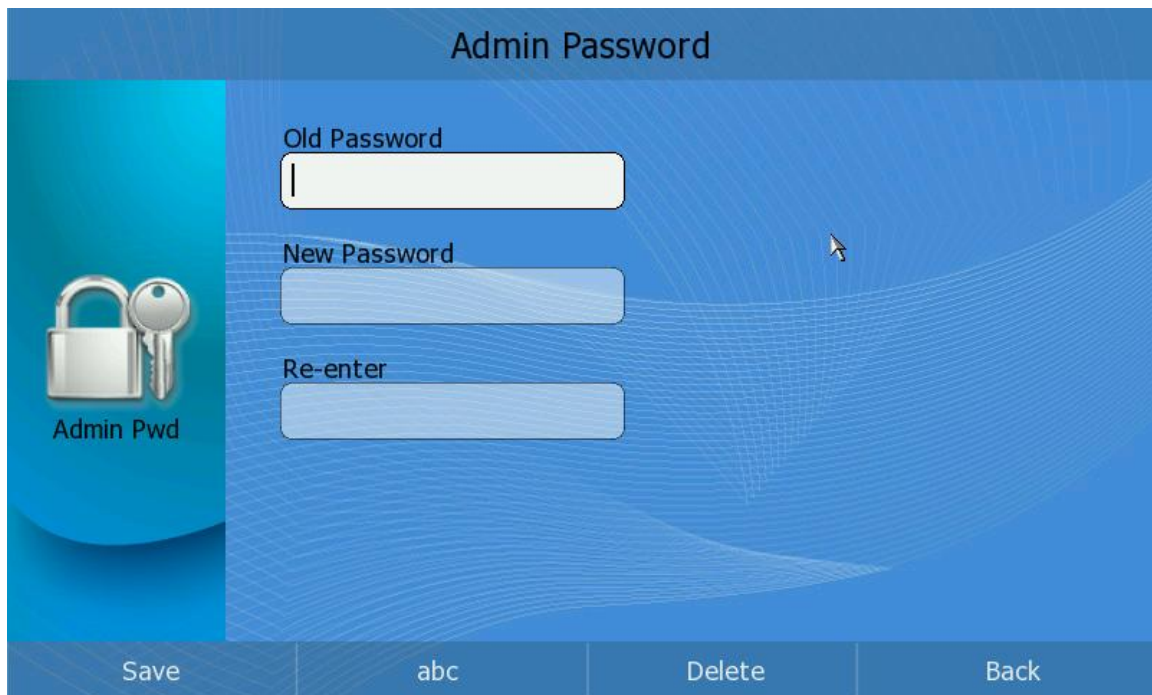 Admin Password
Old Password
New Password
Re-enter
Admin Pwd
Save abc Delete Back